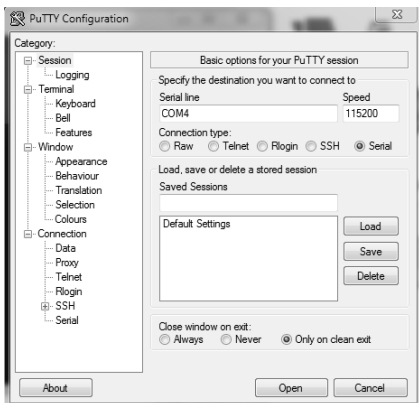 PuTTY Configuration
Category:
Session
Logging
Terminal
Keyboard
Bell
Features
Window
Appearance
Behaviour
Translation
Selection
Colours
Connection
Data
Proxy
Telnet
Rlogin
SSH
Serial
Basic options for your PuTTY session
Specify the destination you want to connect to
Serial line Speed
COM4 115200
Connection type:
Raw Telnet Rlogin SSH Serial
Load, save or delete a stored session
Saved Sessions
Default Settings
Load
Save
Delete
Close window on exit:
Always Never Only on clean exit
About Open Cancel